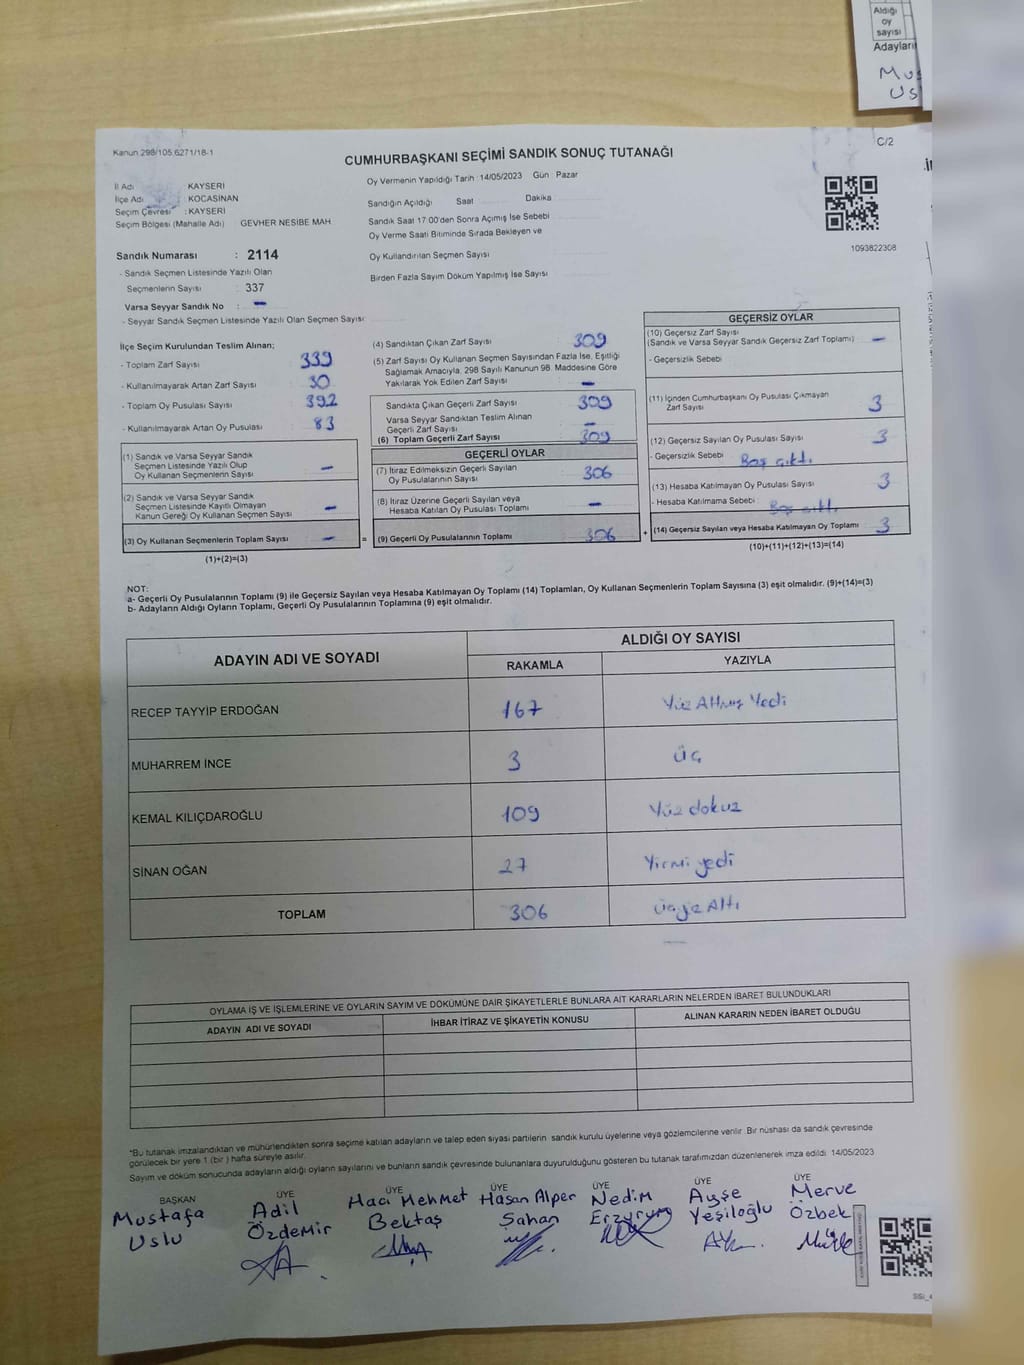 Aldığı
oy
sayısı
Adayların
Mus
Us
Kanun 298/105.6271/18-1
C/2
CUMHURBAŞKANI SEÇİMİ SANDIK SONUÇ TUTANAĞI
İl Adı : KAYSERİ
İlçe Adı : KOCASİNAN
Seçim Çevresi : KAYSERİ
Seçim Bölgesi (Mahalle Adı) GEVHER NESİBE MAH.
Oy Vermenin Yapıldığı Tarih :14/05/2023 Gün : Pazar
Sandığın Açıldığı Saat Dakika
Sandık Saat 17:00'den Sonra Açılmış İse Sebebi
Oy Verme Saati Bitiminde Sırada Bekleyen ve
Oy Kullandırılan Seçmen Sayısı
Birden Fazla Sayım Döküm Yapılmış İse Sayısı
1093822308
Sandık Numarası : 2114
- Sandık Seçmen Listesinde Yazılı Olan
Seçmenlerin Sayısı : 337
Varsa Seyyar Sandık No : -
- Seyyar Sandık Seçmen Listesinde Yazılı Olan Seçmen Sayısı
İlçe Seçim Kurulundan Teslim Alınan;
- Toplam Zarf Sayısı 339
- Kullanılmayarak Artan Zarf Sayısı 30
- Toplam Oy Pusulası Sayısı 392
- Kullanılmayarak Artan Oy Pusulası 83
(1) Sandık ve Varsa Seyyar Sandık
Seçmen Listesinde Yazılı Olup
Oy Kullanan Seçmenlerin Sayısı -
(2) Sandık ve Varsa Seyyar Sandık
Seçmen Listesinde Kayıtlı Olmayan
Kanun Gereği Oy Kullanan Seçmen Sayısı -
(3) Oy Kullanan Seçmenlerin Toplam Sayısı - =
(1)+(2)=(3)
(4) Sandıktan Çıkan Zarf Sayısı 309
(5) Zarf Sayısı Oy Kullanan Seçmen Sayısından Fazla İse, Eşitliği
Sağlamak Amacıyla, 298 Sayılı Kanunun 98. Maddesine Göre
Yakılarak Yok Edilen Zarf Sayısı -
Sandıkta Çıkan Geçerli Zarf Sayısı 309
Varsa Seyyar Sandıktan Teslim Alınan
Geçerli Zarf Sayısı -
(6) Toplam Geçerli Zarf Sayısı 309
GEÇERLİ OYLAR
(7) İtiraz Edilmeksizin Geçerli Sayılan
Oy Pusulalarının Sayısı 306
(8) İtiraz Üzerine Geçerli Sayılan veya
Hesaba Katılan Oy Pusulası Toplamı -
(9) Geçerli Oy Pusulalarının Toplamı 306 +
GEÇERSİZ OYLAR
(10) Geçersiz Zarf Sayısı
(Sandık ve Varsa Seyyar Sandık Geçersiz Zarf Toplamı) -
- Geçersizlik Sebebi
(11) İçinden Cumhurbaşkanı Oy Pusulası Çıkmayan
Zarf Sayısı 3
(12) Geçersiz Sayılan Oy Pusulası Sayısı 3
- Geçersizlik Sebebi Boş çıktı
(13) Hesaba Katılmayan Oy Pusulası Sayısı 3
- Hesaba Katılmama Sebebi : Boş çıktı
(14) Geçersiz Sayılan veya Hesaba Katılmayan Oy Toplamı 3
(10)+(11)+(12)+(13)=(14)
NOT:
a- Geçerli Oy Pusulalarının Toplamı (9) ile Geçersiz Sayılan veya Hesaba Katılmayan Oy Toplamı (14) Toplamları, Oy Kullanan Seçmenlerin Toplam Sayısına (3) eşit olmalıdır. (9)+(14)=(3)
b- Adayların Aldığı Oyların Toplamı, Geçerli Oy Pusulalarının Toplamına (9) eşit olmalıdır.
ADAYIN ADI VE SOYADI
ALDIĞI OY SAYISI
RAKAMLA YAZIYLA
RECEP TAYYİP ERDOĞAN 167 Yüz Altmış Yedi
MUHARREM İNCE 3 üç
KEMAL KILIÇDAROĞLU 109 Yüz dokuz
SİNAN OĞAN 27 Yirmi yedi
TOPLAM 306 üçyüz Altı
OYLAMA İŞ VE İŞLEMLERİNE VE OYLARIN SAYIM VE DÖKÜMÜNE DAİR ŞİKAYETLERLE BUNLARA AİT KARARLARIN NELERDEN İBARET BULUNDUKLARI
ADAYIN ADI VE SOYADI İHBAR İTİRAZ VE ŞİKAYETİN KONUSU ALINAN KARARIN NEDEN İBARET OLDUĞU
*Bu tutanak imzalandıktan ve mühürlendikten sonra seçime katılan adayların ve talep eden siyasi partilerin sandık kurulu üyelerine veya gözlemcilerine verilir. Bir nüshası da sandık çevresinde
görülecek bir yere 1 (bir ) hafta süreyle asılır.
Sayım ve döküm sonucunda adayların aldığı oyların sayılarını ve bunların sandık çevresinde bulunanlara duyurulduğunu gösteren bu tutanak tarafımızdan düzenlenerek imza edildi. 14/05/2023
BAŞKAN ÜYE ÜYE ÜYE ÜYE ÜYE ÜYE
Mustafa Adil Hacı Mehmet Hasan Alper Nedim Ayşe Merve
Uslu Özdemir Bektaş Şahan Erzurum Yeşiloğlu Özbek